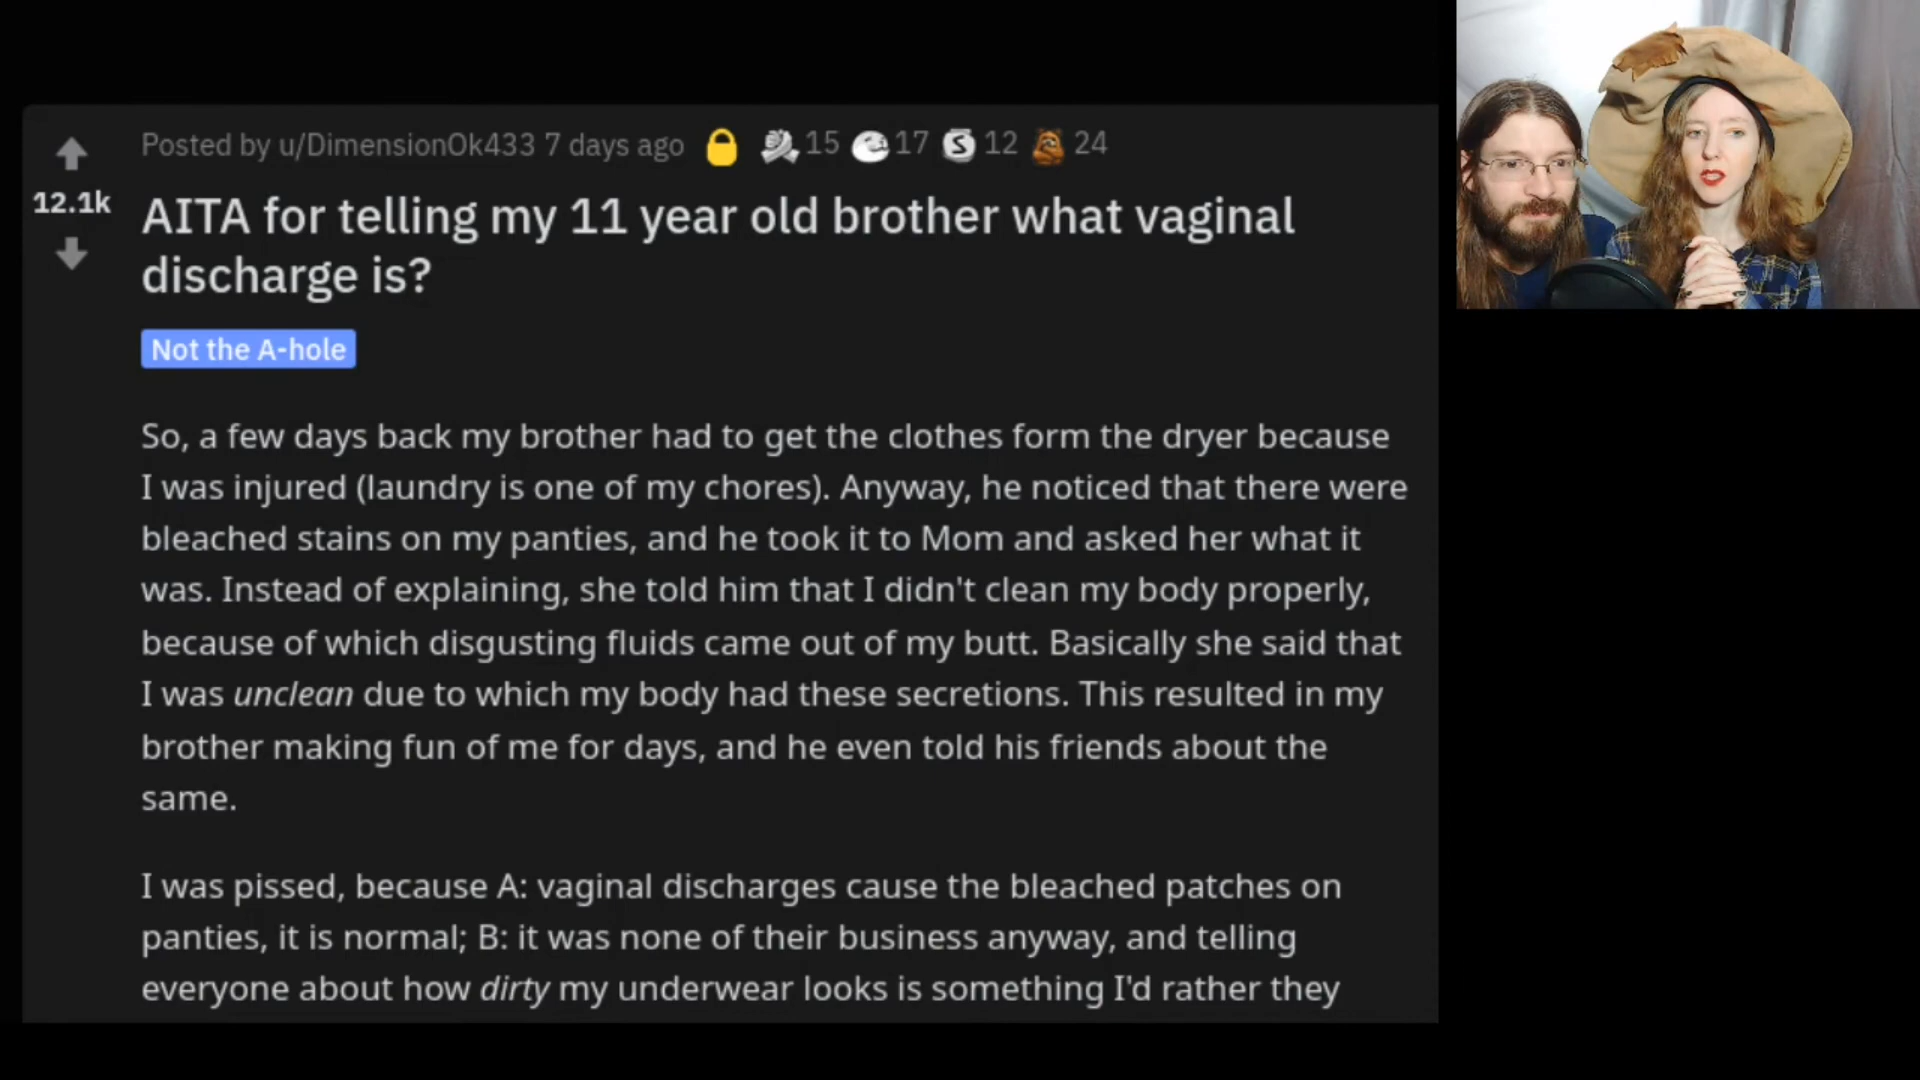 Posted by u/DimensionOk433 7 days ago 15 17 S 12 24
12.1k
AITA for telling my 11 year old brother what vaginal
discharge is?
Not the A-hole
So, a few days back my brother had to get the clothes form the dryer because
I was injured (laundry is one of my chores). Anyway, he noticed that there were
bleached stains on my panties, and he took it to Mom and asked her what it
was. Instead of explaining, she told him that I didn't clean my body properly,
because of which disgusting fluids came out of my butt. Basically she said that
I was unclean due to which my body had these secretions. This resulted in my
brother making fun of me for days, and he even told his friends about the
same.
I was pissed, because A: vaginal discharges cause the bleached patches on
panties, it is normal; B: it was none of their business anyway, and telling
everyone about how dirty my underwear looks is something I'd rather they